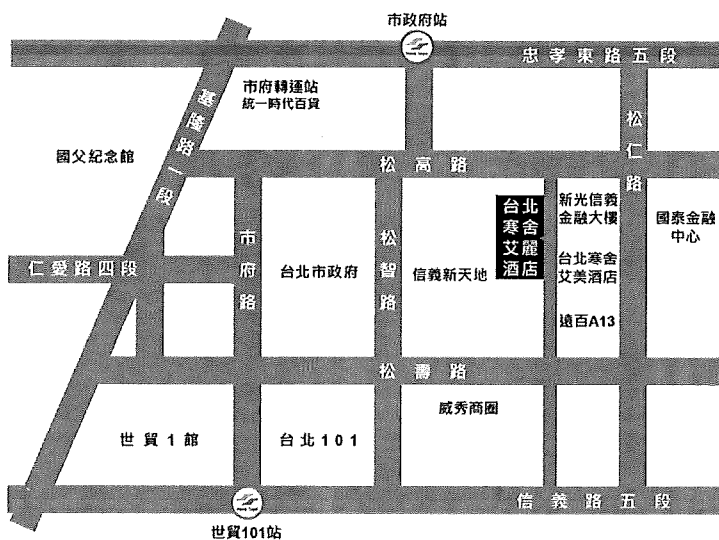 市政府站
忠孝東路五段
市府轉運站
統一時代百貨
基隆路一段
松仁路
國父紀念館
松高路
台北
寒舍
艾麗
酒店
新光信義
金融大樓
國泰金融
中心
市府路
松智路
仁愛路四段
台北市政府
信義新天地
台北寒舍
艾美酒店
遠百A13
松壽路
威秀商圈
世貿1館
台北101
信義路五段
世貿101站